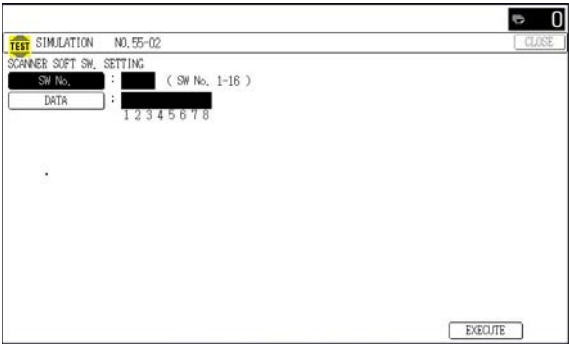 0
TEST SIMULATION NO.55-02 CLOSE
SCANNER SOFT SW. SETTING
SW No. : ( SW No. 1-16 )
DATA :
1 2 3 4 5 6 7 8
EXECUTE